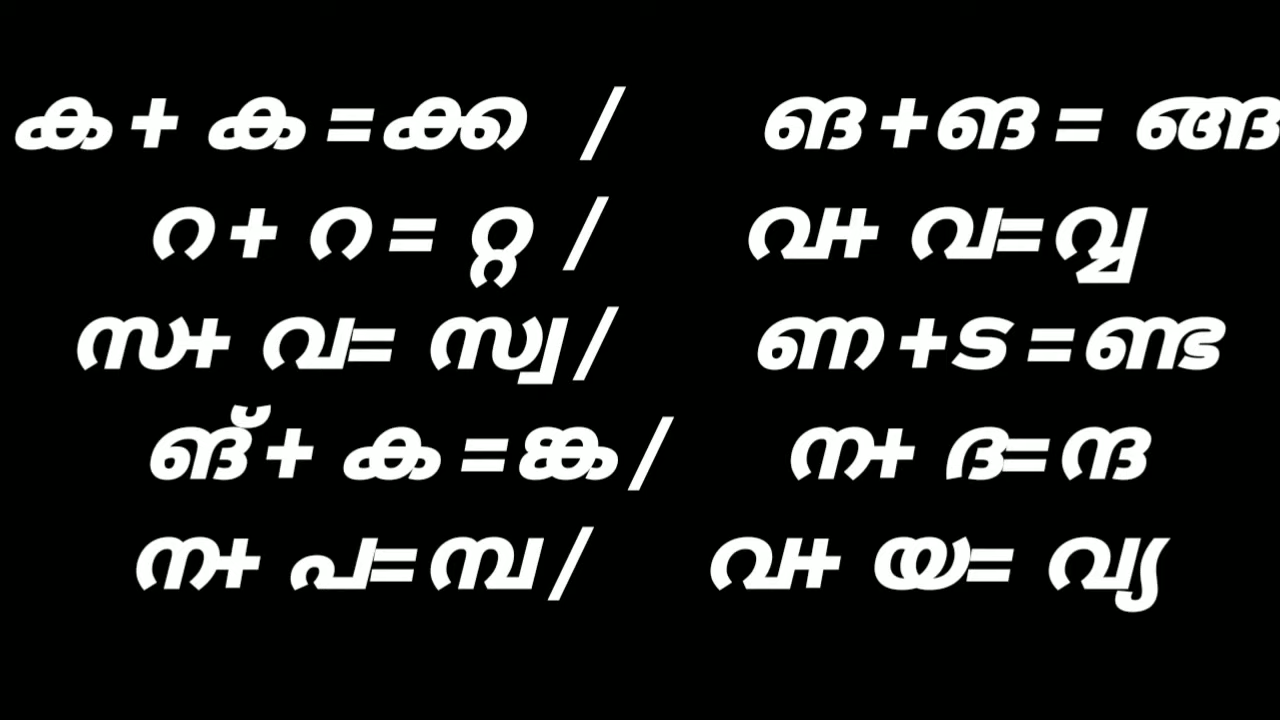 ക + ക =ക്ക / ങ +ങ = ങ്ങ
റ + റ = റ്റ / വ+ വ=വ്വ
സ+ വ= സ്വ / ണ +ട =ണ്ട
ങ് + ക =ങ്ക / ന+ ദ=ന്ദ
ന+ പ=മ്പ / വ+ യ= വ്യ